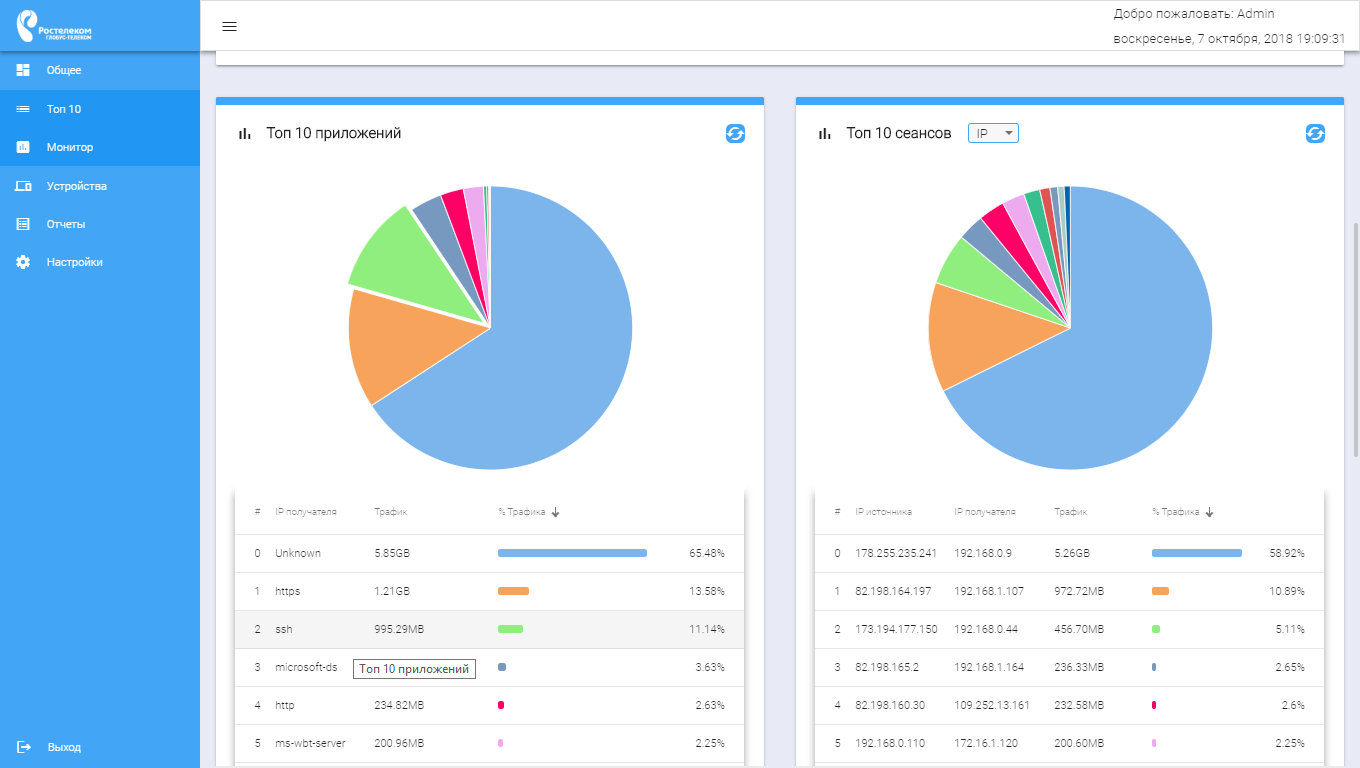 Ростелеком
ГЛОБУС-ТЕЛЕКОМ
Добро пожаловать: Admin
воскресенье, 7 октября, 2018 19:09:31
Общее
Топ 10
Монитор
Устройства
Отчеты
Настройки
Выход
Топ 10 приложений
# IP получателя Трафик % Трафика
0 Unknown 5.85GB 65.48%
1 https 1.21GB 13.58%
2 ssh 995.29MB 11.14%
3 microsoft-ds 3.63%
Топ 10 приложений
4 http 234.82MB 2.63%
5 ms-wbt-server 200.96MB 2.25%
Топ 10 сеансов IP
# IP источника IP получателя Трафик % Трафика
0 178.255.235.241 192.168.0.9 5.26GB 58.92%
1 82.198.164.197 192.168.1.107 972.72MB 10.89%
2 173.194.177.150 192.168.0.44 456.70MB 5.11%
3 82.198.165.2 192.168.1.164 236.33MB 2.65%
4 82.198.160.30 109.252.13.161 232.58MB 2.6%
5 192.168.0.110 172.16.1.120 200.60MB 2.25%